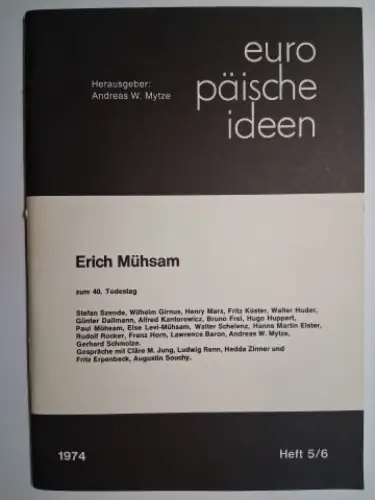 euro
päische
ideen
Herausgeber:
Andreas W. Mytze
Erich Mühsam
zum 40. Todestag
Stefan Szende, Wilhelm Girnus, Henry Marx, Fritz Köster, Walter Huder,
Günter Dallmann, Alfred Kantorowicz, Bruno Frei, Hugo Huppert,
Paul Mühsam, Else Levi-Mühsam, Walter Schelenz, Hanns Martin Elster,
Rudolf Rocker, Franz Horn, Lawrence Baron, Andreas W. Mytze,
Gerhard Schmolze.
Gespräche mit Cläre M. Jung, Ludwig Renn, Hedda Zinner und
Fritz Erpenbeck, Augustin Souchy.
1974
Heft 5/6